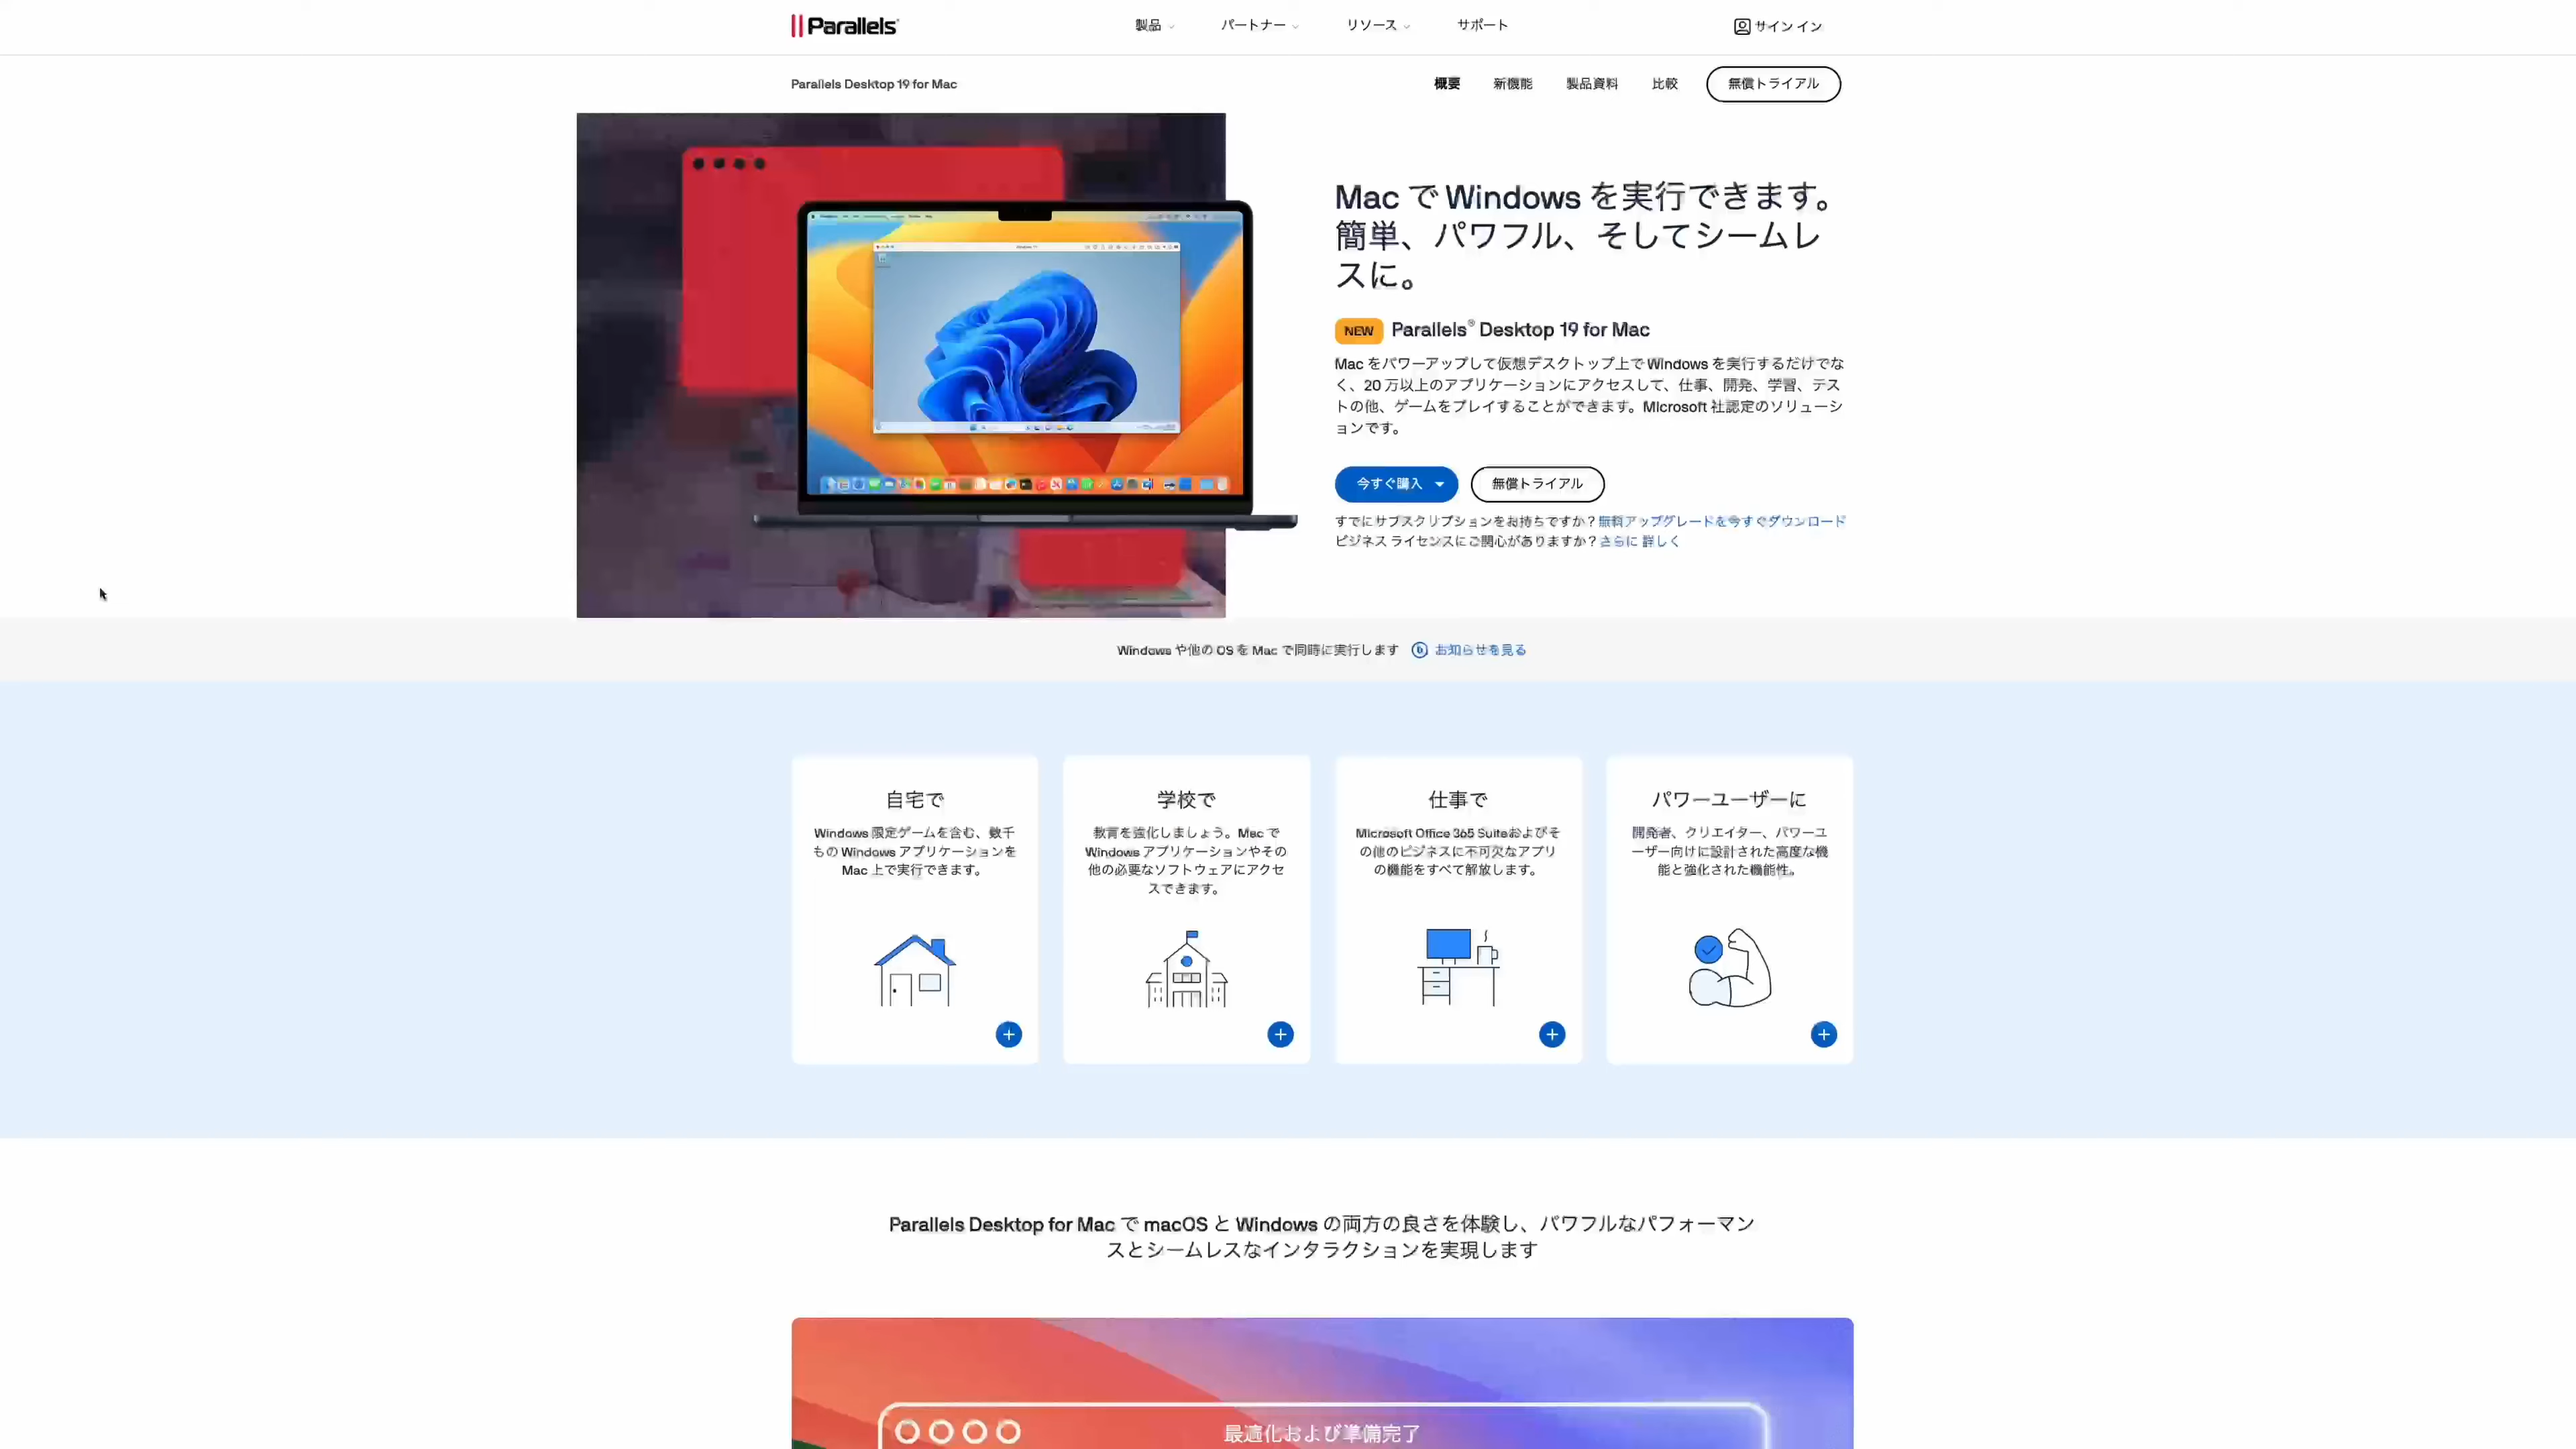 Parallels
製品
パートナー
リソース
サポート
サイン イン
Parallels Desktop 19 for Mac
概要
新機能
製品資料
比較
無償トライアル
Mac で Windows を実行できます。
簡単、パワフル、そしてシームレ
スに。
NEW Parallels® Desktop 19 for Mac
Mac をパワーアップして仮想デスクトップ上で Windows を実行するだけでな
く、20 万以上のアプリケーションにアクセスして、仕事、開発、学習、テス
トの他、ゲームをプレイすることができます。Microsoft 社認定のソリューシ
ョンです。
今すぐ購入
無償トライアル
すでにサブスクリプションをお持ちですか？無料アップグレードを今すぐダウンロード
ビジネス ライセンスにご関心がありますか？さらに 詳しく
Windows や他の OS を Mac で同時に実行します
お知らせを見る
自宅で
Windows 限定ゲームを含む、数千
もの Windows アプリケーションを
Mac 上で実行できます。
学校で
教育を強化しましょう。Mac で
Windows アプリケーションやその
他の必要なソフトウェアにアクセ
スできます。
仕事で
Microsoft Office 365 Suiteおよびそ
の他のビジネスに不可欠なアプリ
の機能をすべて解放します。
パワーユーザーに
開発者、クリエイター、パワーユ
ーザー向けに設計された高度な機
能と強化された機能性。
Parallels Desktop for Mac で macOS と Windows の両方の良さを体験し、パワフルなパフォーマン
スとシームレスなインタラクションを実現します
最適化および準備完了